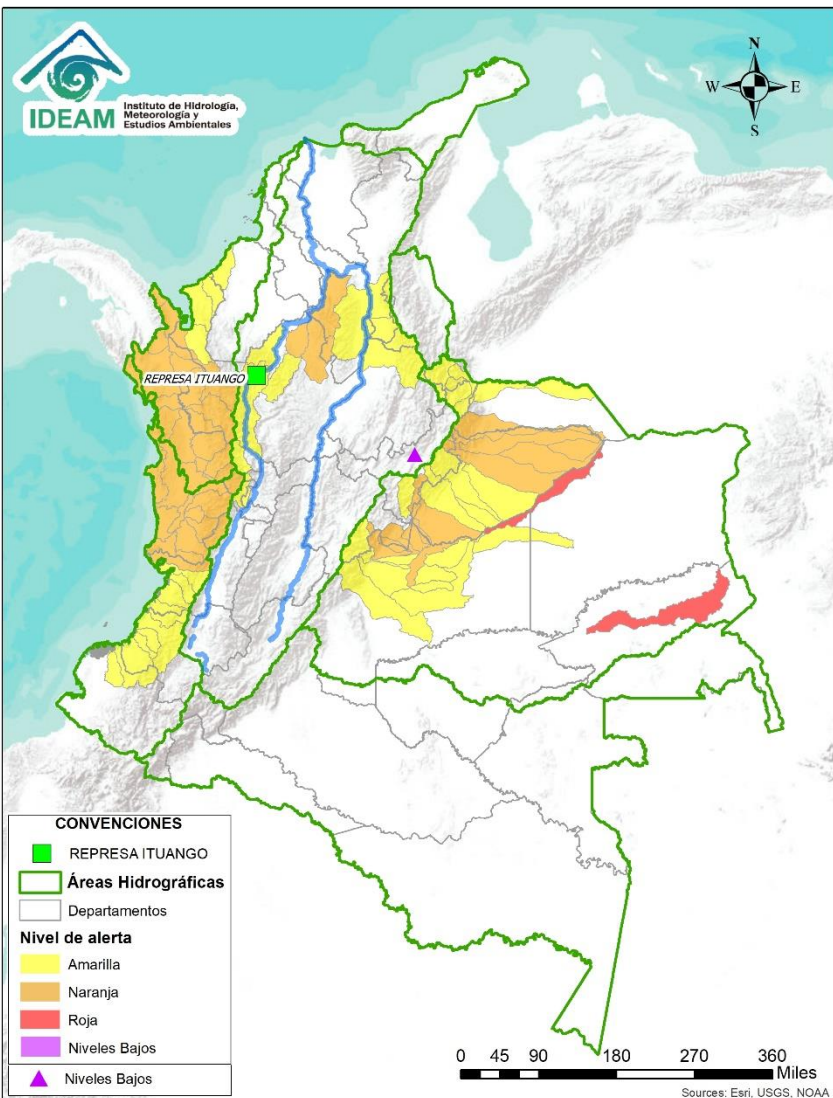 IDEAM
Instituto de Hidrología,
Meteorología y
Estudios Ambientales
N
W
E
S
REPRESA ITUANGO
CONVENCIONES
REPRESA ITUANGO
Áreas Hidrográficas
Departamentos
Nivel de alerta
Amarilla
Naranja
Roja
Niveles Bajos
Niveles Bajos
0 45 90 180 270 360
Miles
Sources: Esri, USGS, NOAA